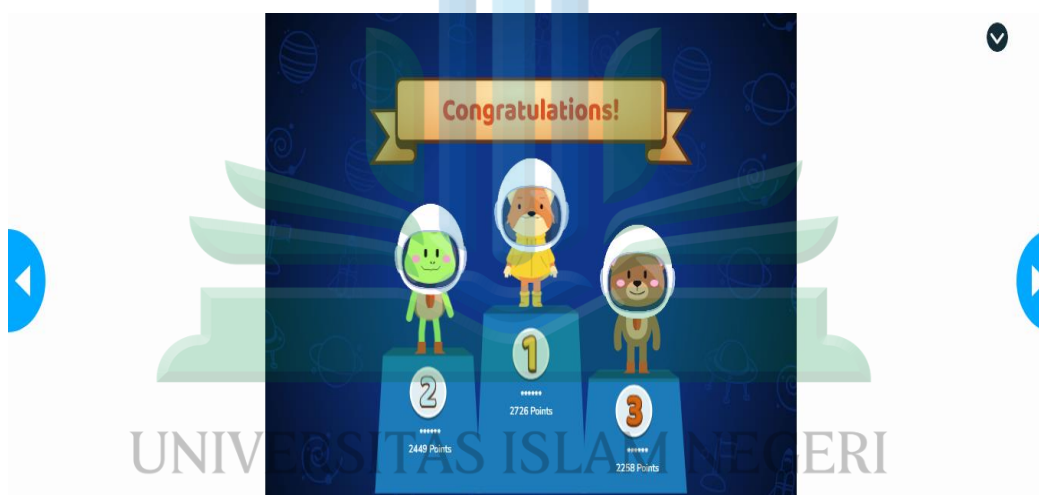 Congratulations!
1
******
2726 Points
2
******
2449 Points
3
******
2258 Points
UNIVERSITAS ISLAM NEGERI